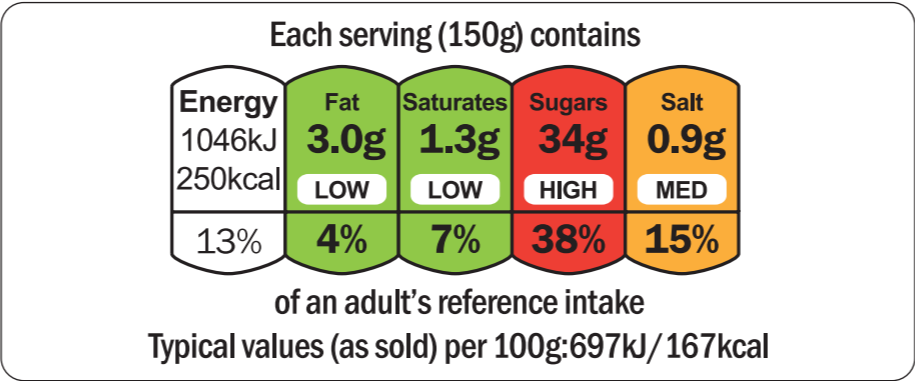 Each serving (150g) contains
Energy Fat Saturates Sugars Salt
1046kJ 3.0g 1.3g 34g 0.9g
250kcal LOW LOW HIGH MED
13% 4% 7% 38% 15%
of an adult's reference intake
Typical values (as sold) per 100g:697kJ/167kcal